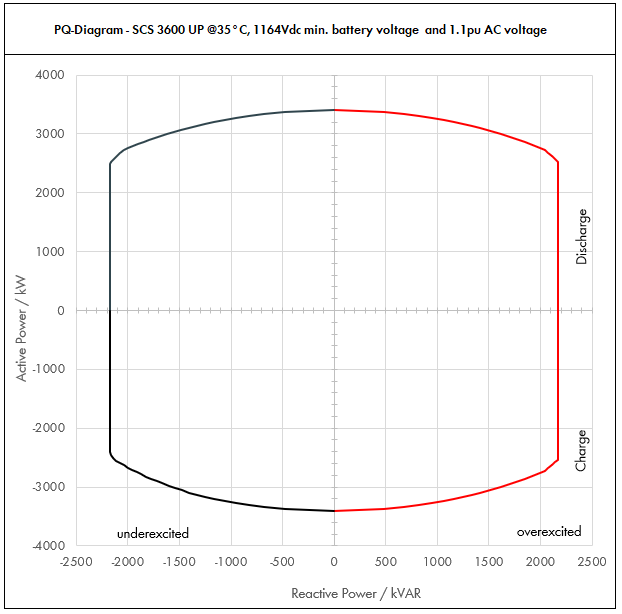 PQ-Diagram - SCS 3600 UP @35°C, 1164Vdc min. battery voltage and 1.1pu AC voltage
4000
3000
2000
1000
0
-1000
-2000
-3000
-4000
Active Power / kW
Discharge
Charge
underexcited
overexcited
-2500 -2000 -1500 -1000 -500 0 500 1000 1500 2000 2500
Reactive Power / kVAR